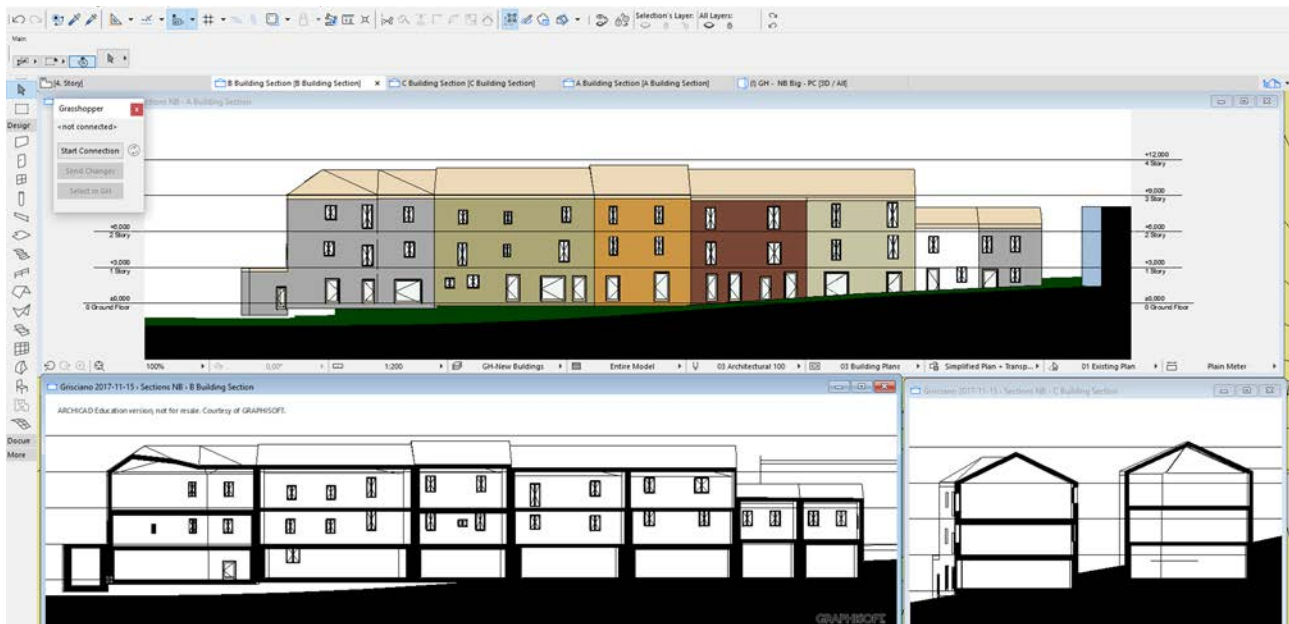 Selection's Layer: All Layers:
Main
[4. Story]
B Building Section [B Building Section]
C Building Section [C Building Section]
A Building Section [A Building Section]
(!) GH - NB Big - PC [3D / All]
Sections NB - A Building Section
Grasshopper
<not connected>
Start Connection
Send Changes
Select in GH
Design
+12,000
4 Story
+9,000
3 Story
+6,000
2 Story
+6,000
2 Story
+3,000
1 Story
+3,000
1 Story
±0,000
0 Ground Floor
±0,000
0 Ground Floor
100%
0,00°
1:200
GH-New Buldings
Entire Model
03 Architectural 100
03 Building Plans
Simplified Plan + Transp...
01 Existing Plan
Plain Meter
Grisciano 2017-11-15 - Sections NB - B Building Section
Grisciano 2017-11-15 - Sections NB - C Building Section
ARCHICAD Education version, not for resale. Courtesy of GRAPHISOFT.
Docue
More
GRAPHISOFT.